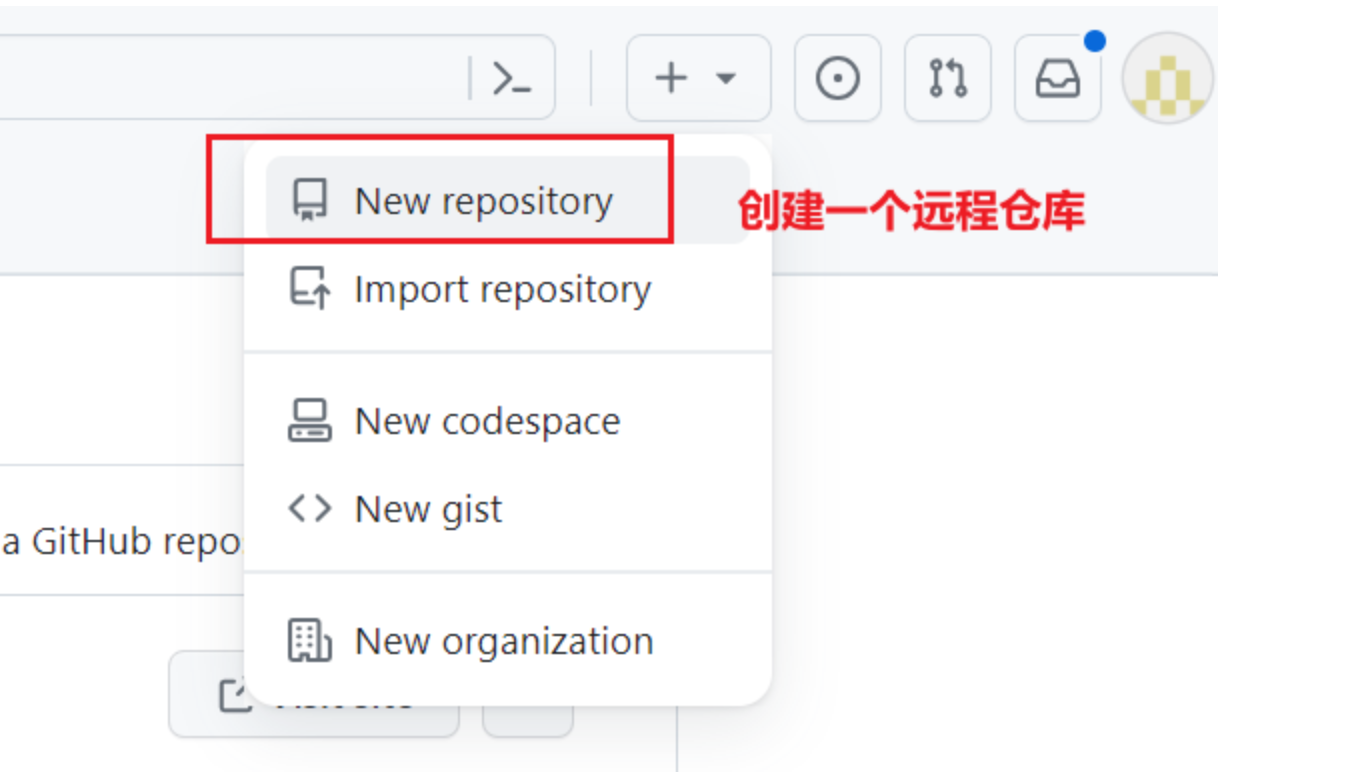 New repository
创建一个远程仓库
Import repository
New codespace
New gist
a GitHub repo
New organization